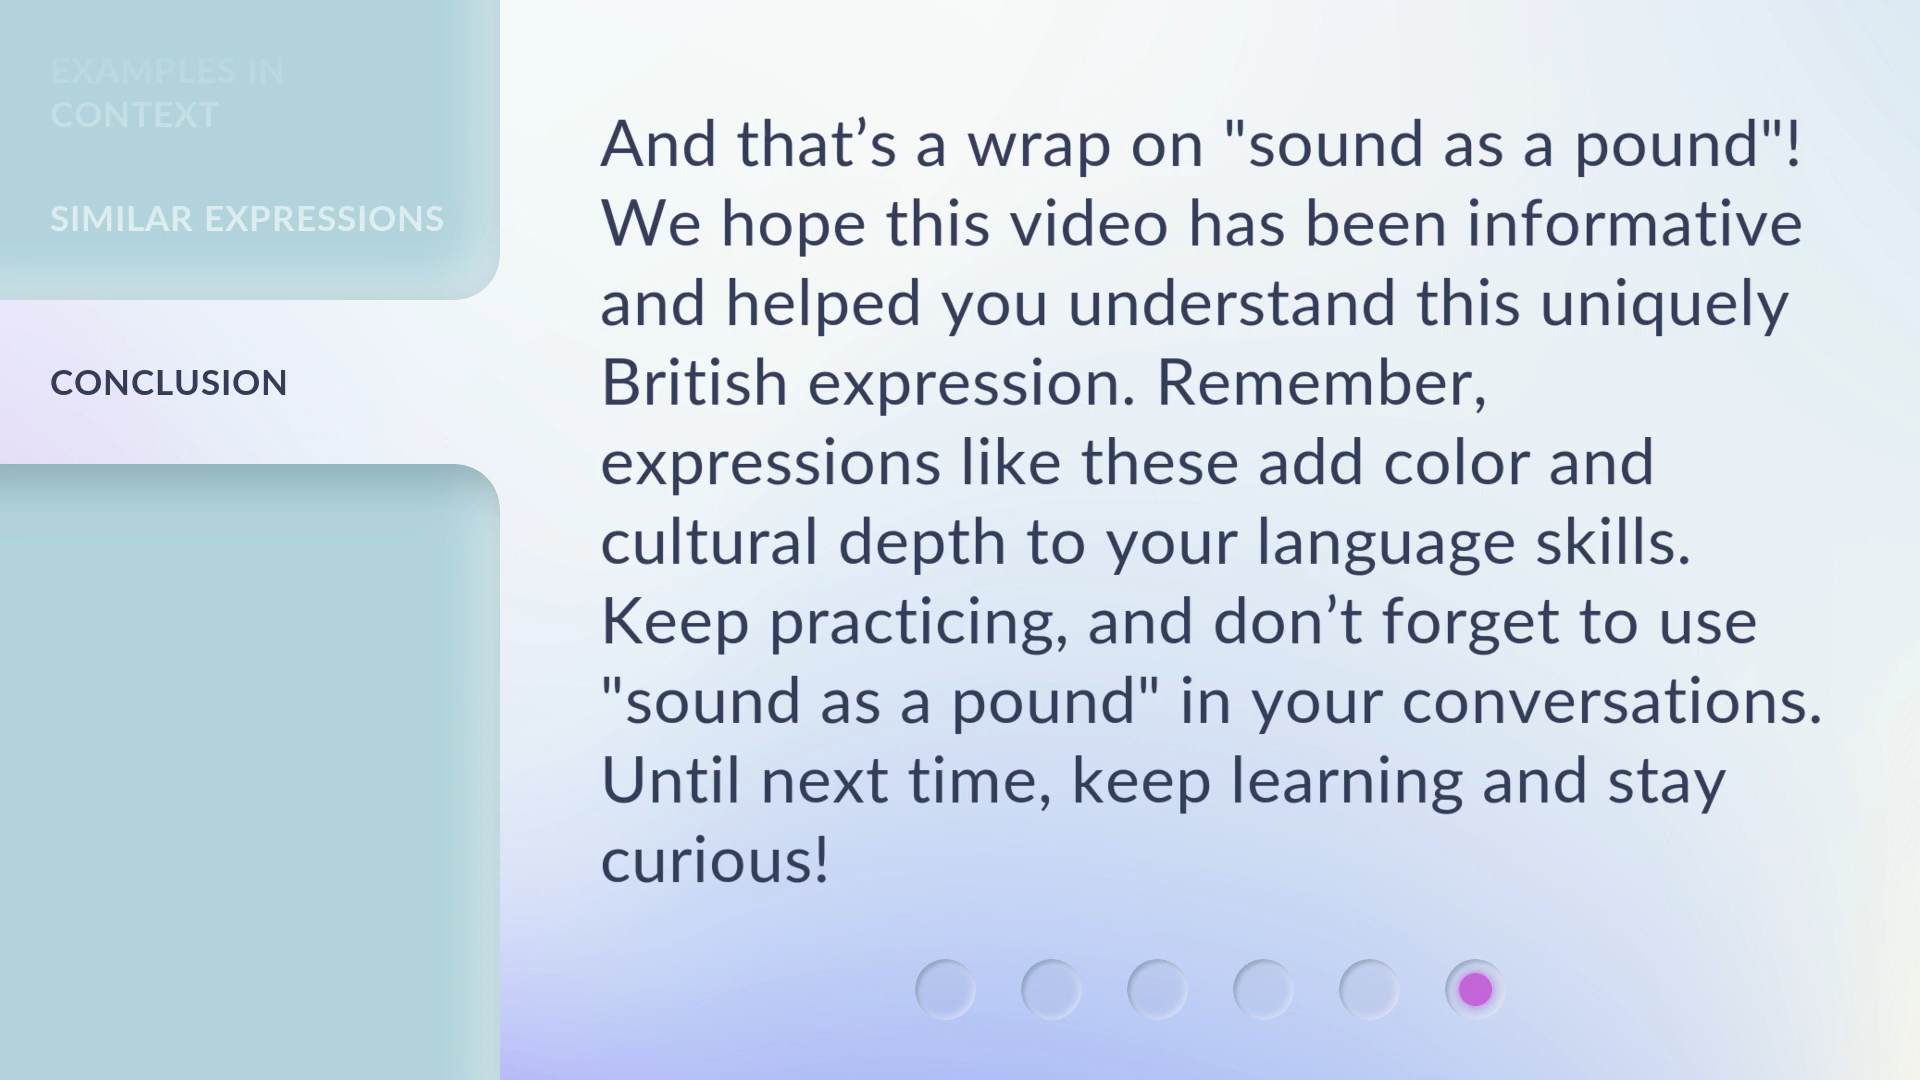 EXAMPLES IN
CONTEXT
SIMILAR EXPRESSIONS
CONCLUSION
And that’s a wrap on "sound as a pound"!
We hope this video has been informative
and helped you understand this uniquely
British expression. Remember,
expressions like these add color and
cultural depth to your language skills.
Keep practicing, and don’t forget to use
"sound as a pound" in your conversations.
Until next time, keep learning and stay
curious!